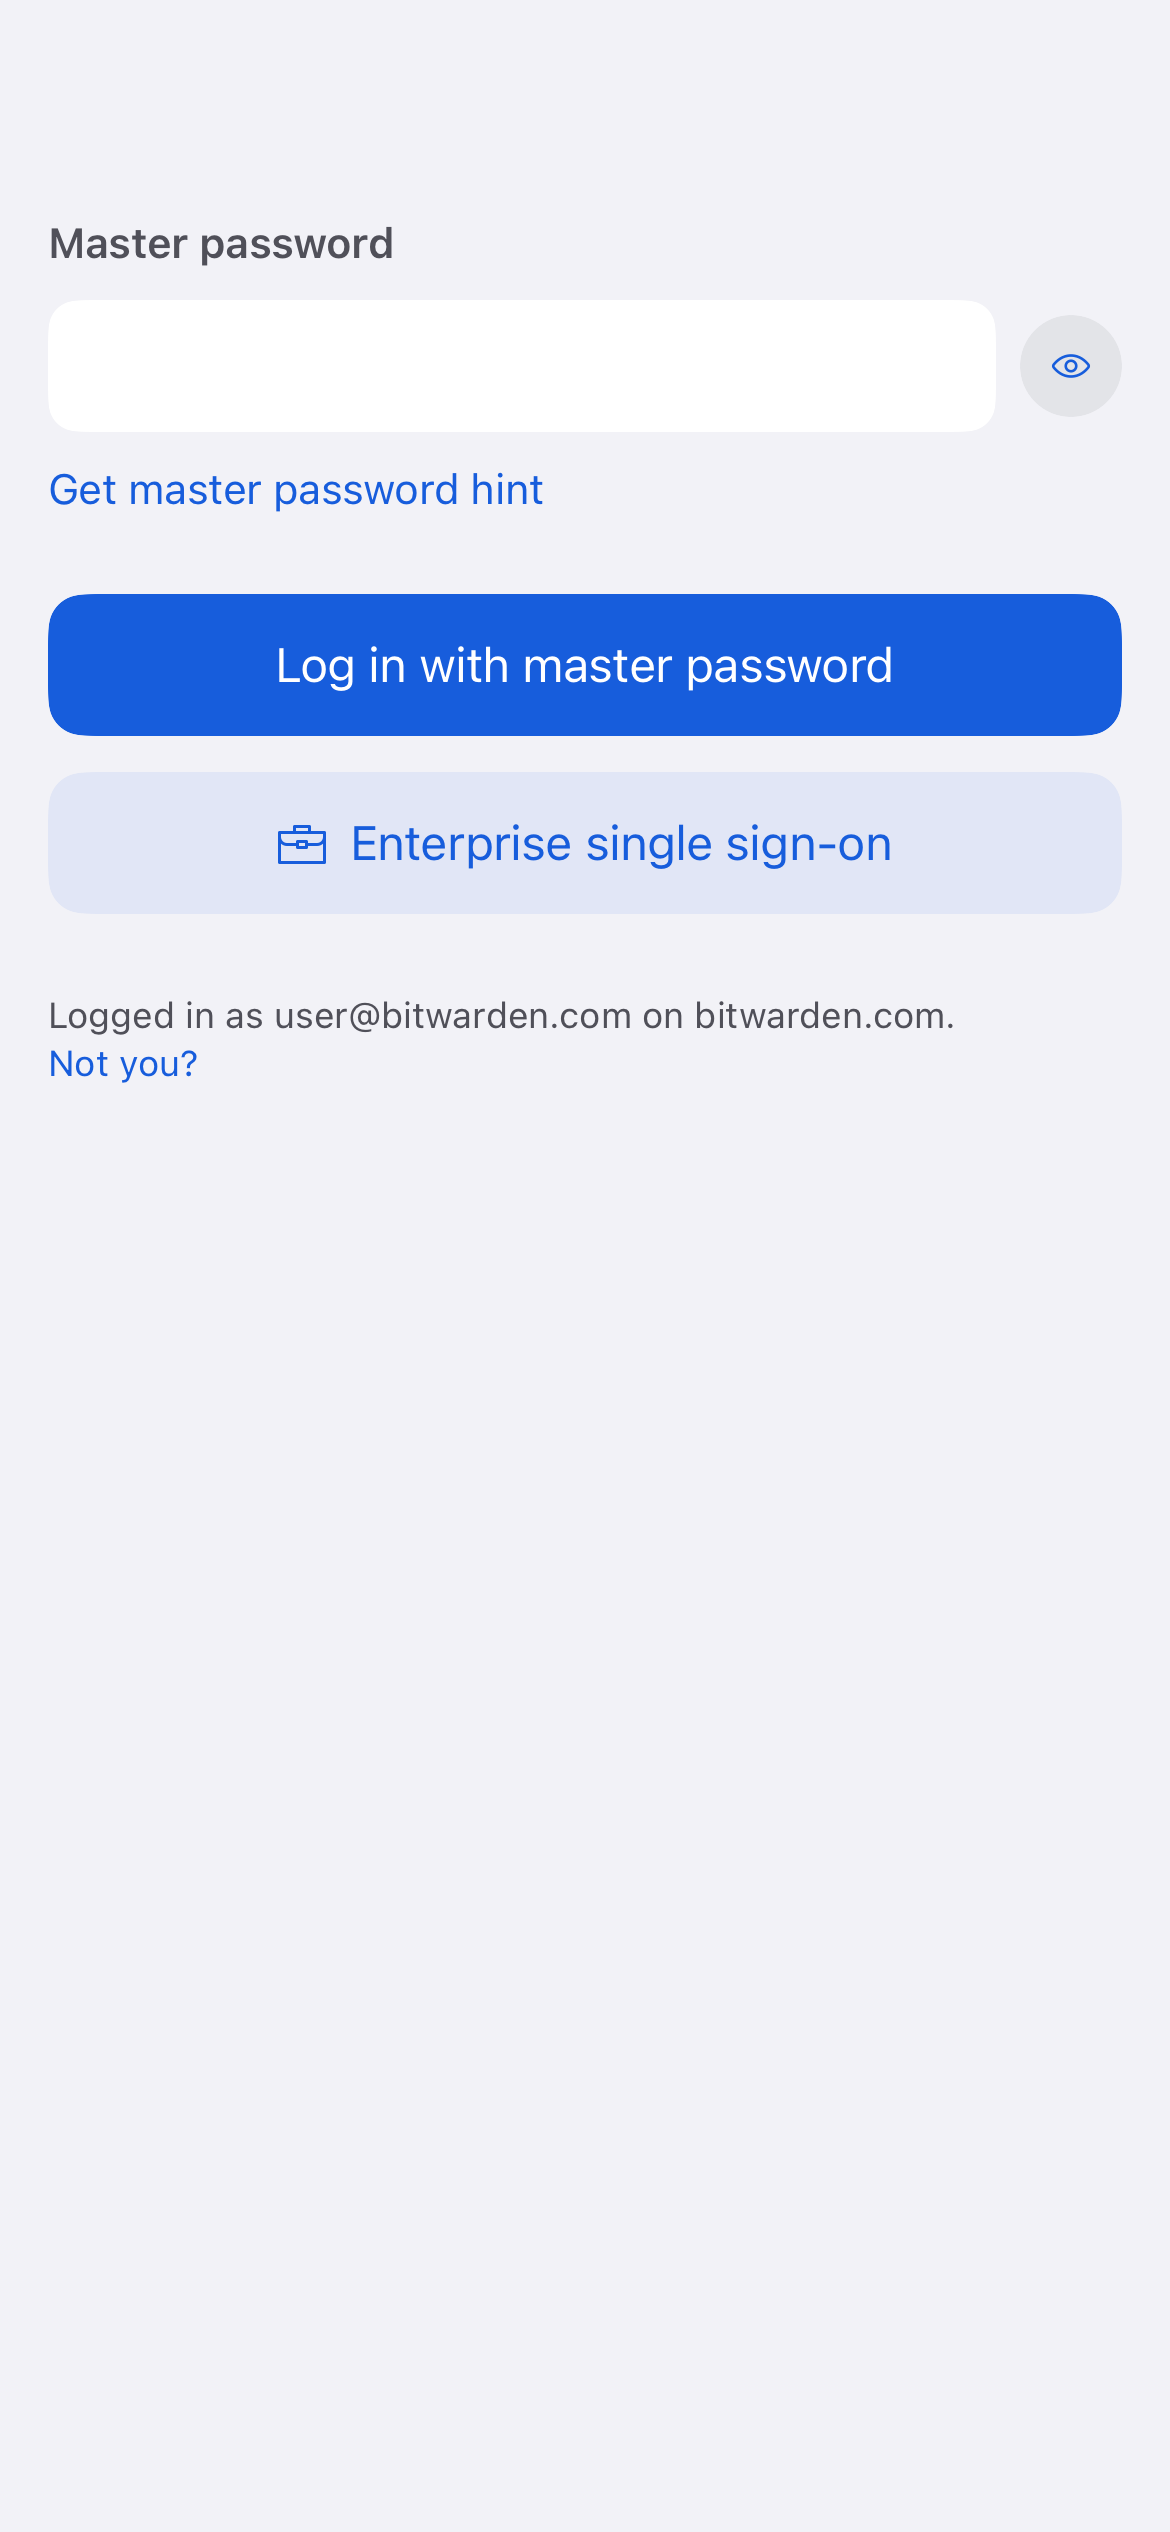 Master password
Get master password hint
Log in with master password
Enterprise single sign-on
Logged in as user@bitwarden.com on bitwarden.com.
Not you?